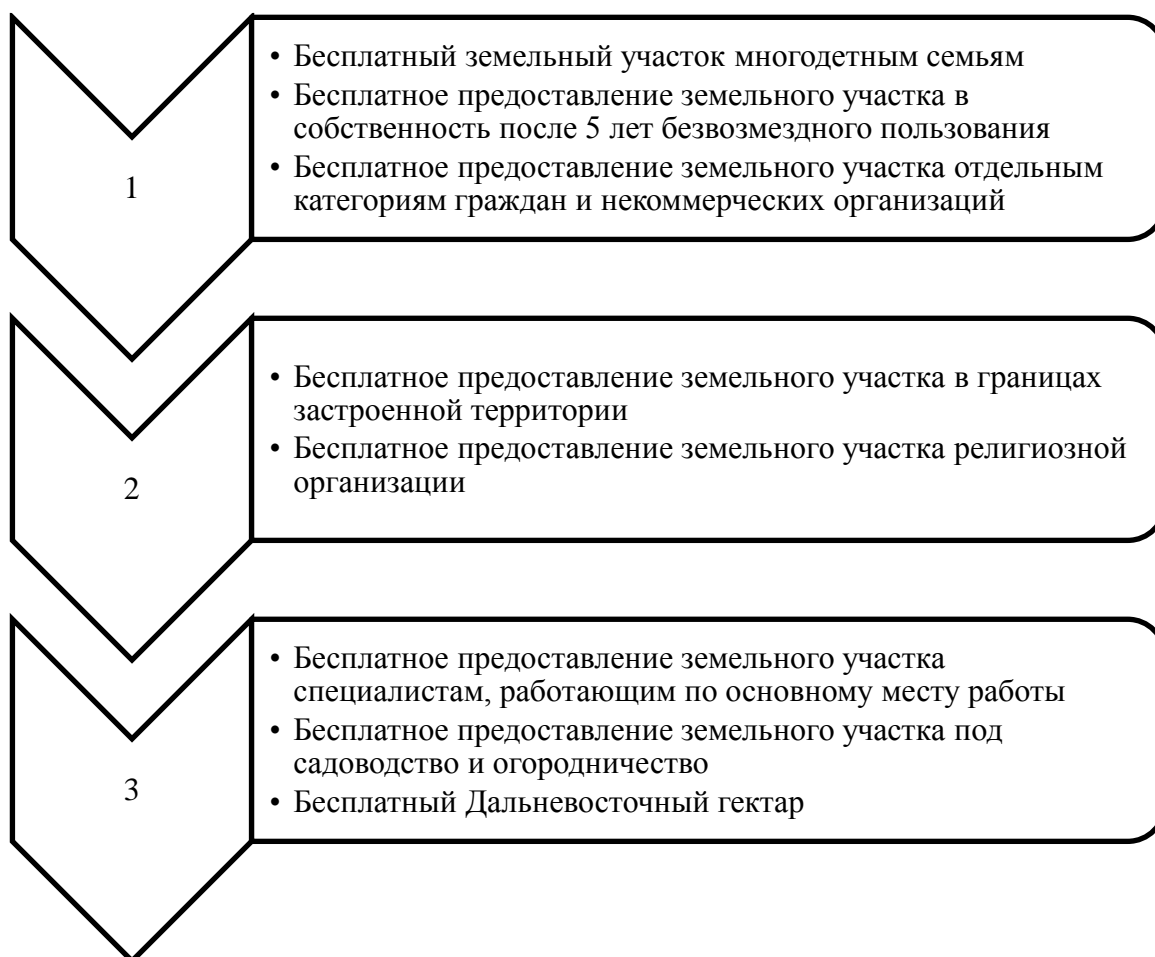 1
• Бесплатный земельный участок многодетным семьям
• Бесплатное предоставление земельного участка в
собственность после 5 лет безвозмездного пользования
• Бесплатное предоставление земельного участка отдельным
категориям граждан и некоммерческих организаций
2
• Бесплатное предоставление земельного участка в границах
застроенной территории
• Бесплатное предоставление земельного участка религиозной
организации
3
• Бесплатное предоставление земельного участка
специалистам, работающим по основному месту работы
• Бесплатное предоставление земельного участка под
садоводство и огородничество
• Бесплатный Дальневосточный гектар